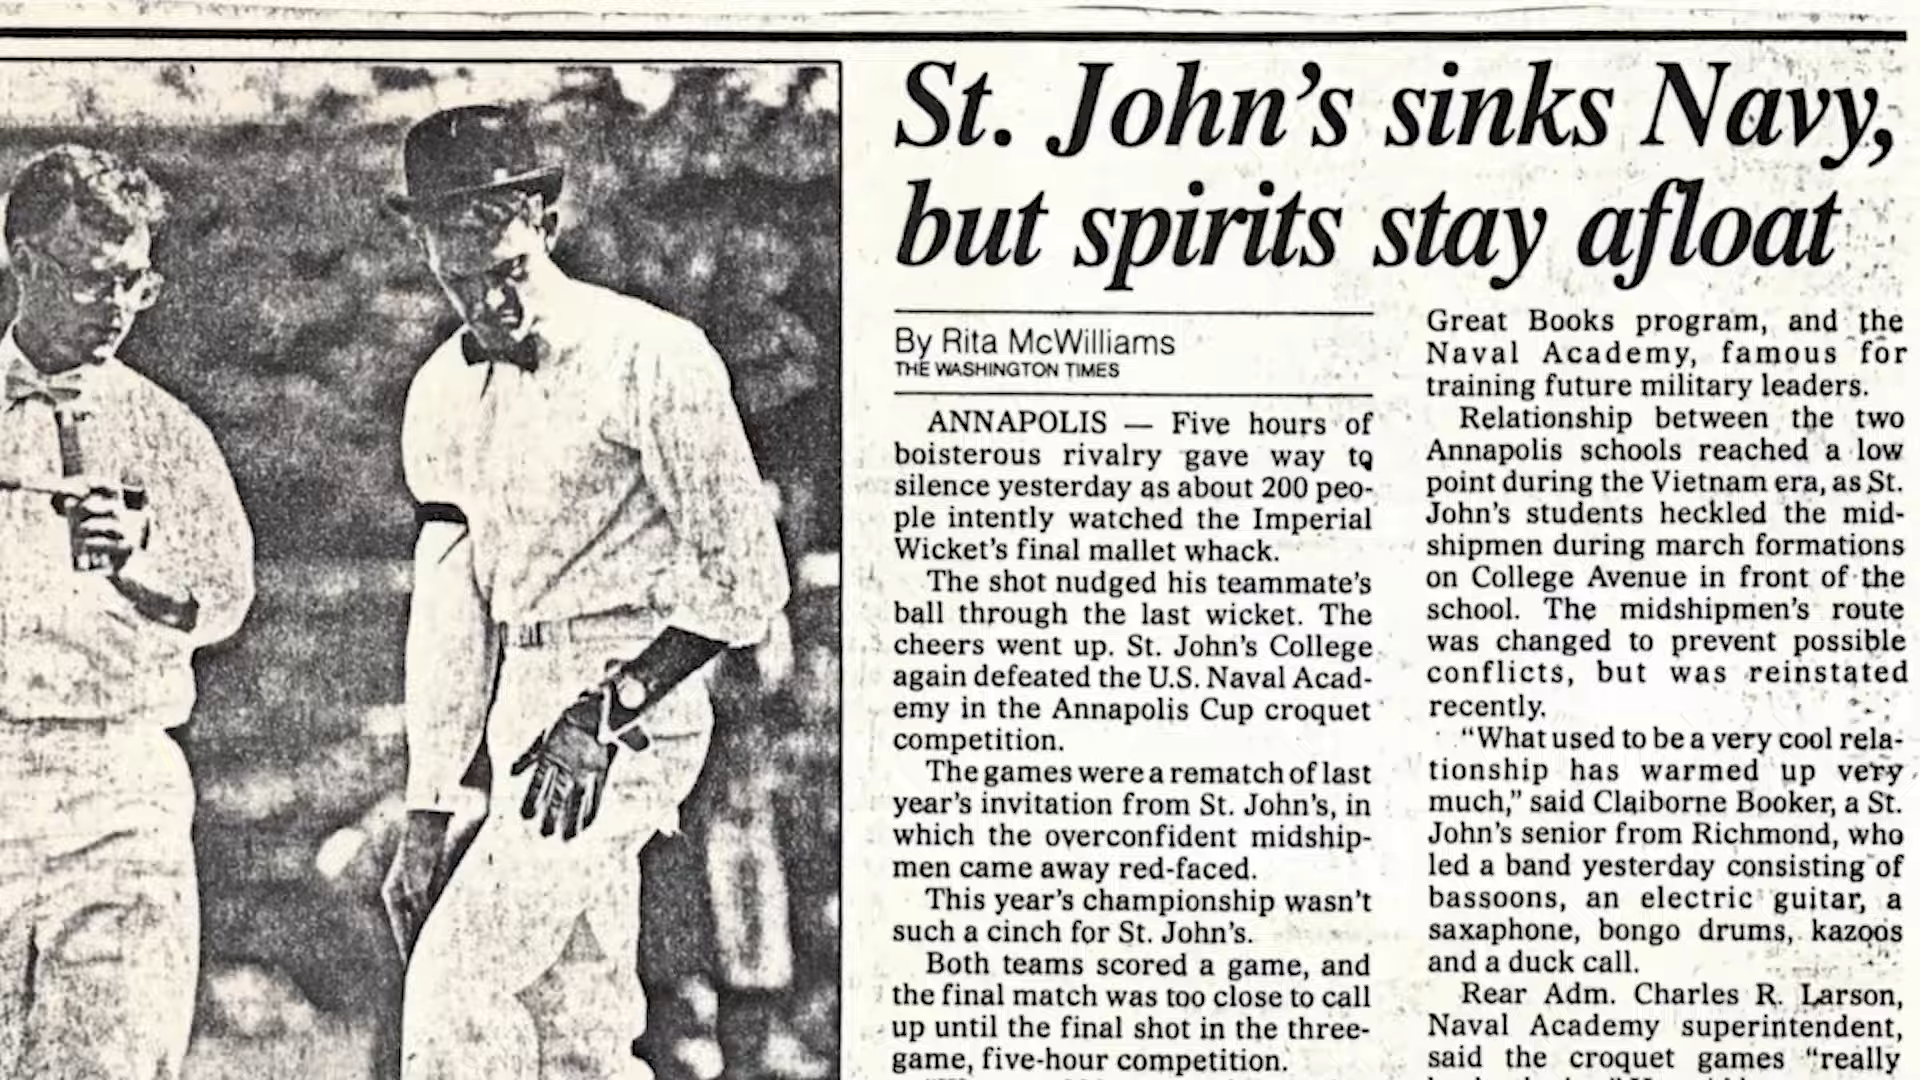 St. John's sinks Navy,
but spirits stay afloat
By Rita McWilliams
THE WASHINGTON TIMES
ANNAPOLIS — Five hours of
boisterous rivalry gave way to
silence yesterday as about 200 peo-
ple intently watched the Imperial
Wicket's final mallet whack.
The shot nudged his teammate's
ball through the last wicket. The
cheers went up. St. John's College
again defeated the U.S. Naval Acad-
emy in the Annapolis Cup croquet
competition.
The games were a rematch of last
year's invitation from St. John's, in
which the overconfident midship-
men came away red-faced.
This year's championship wasn't
such a cinch for St. John's.
Both teams scored a game, and
the final match was too close to call
up until the final shot in the three-
game, five-hour competition.
Great Books program, and the
Naval Academy, famous for
training future military leaders.
Relationship between the two
Annapolis schools reached a low
point during the Vietnam era, as St.
John's students heckled the mid-
shipmen during march formations
on College Avenue in front of the
school. The midshipmen's route
was changed to prevent possible
conflicts, but was reinstated
recently.
"What used to be a very cool rela-
tionship has warmed up very
much," said Claiborne Booker, a St.
John's senior from Richmond, who
led a band yesterday consisting of
bassoons, an electric guitar, a
saxaphone, bongo drums, kazoos
and a duck call.
Rear Adm. Charles R. Larson,
Naval Academy superintendent,
said the croquet games "really